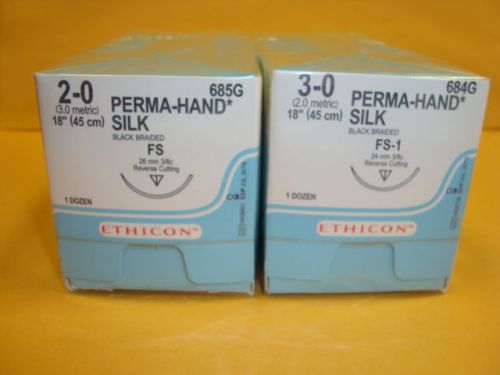 2-0
685G
(3.0 metric)
18" (45 cm)
PERMA-HAND*
SILK
BLACK BRAIDED
FS
26 mm 3/8c
Reverse Cutting
1 DOZEN
ETHICON™
3-0
684G
(2.0 metric)
18" (45 cm)
PERMA-HAND*
SILK
BLACK BRAIDED
FS-1
24 mm 3/8c
Reverse Cutting
1 DOZEN
ETHICON™